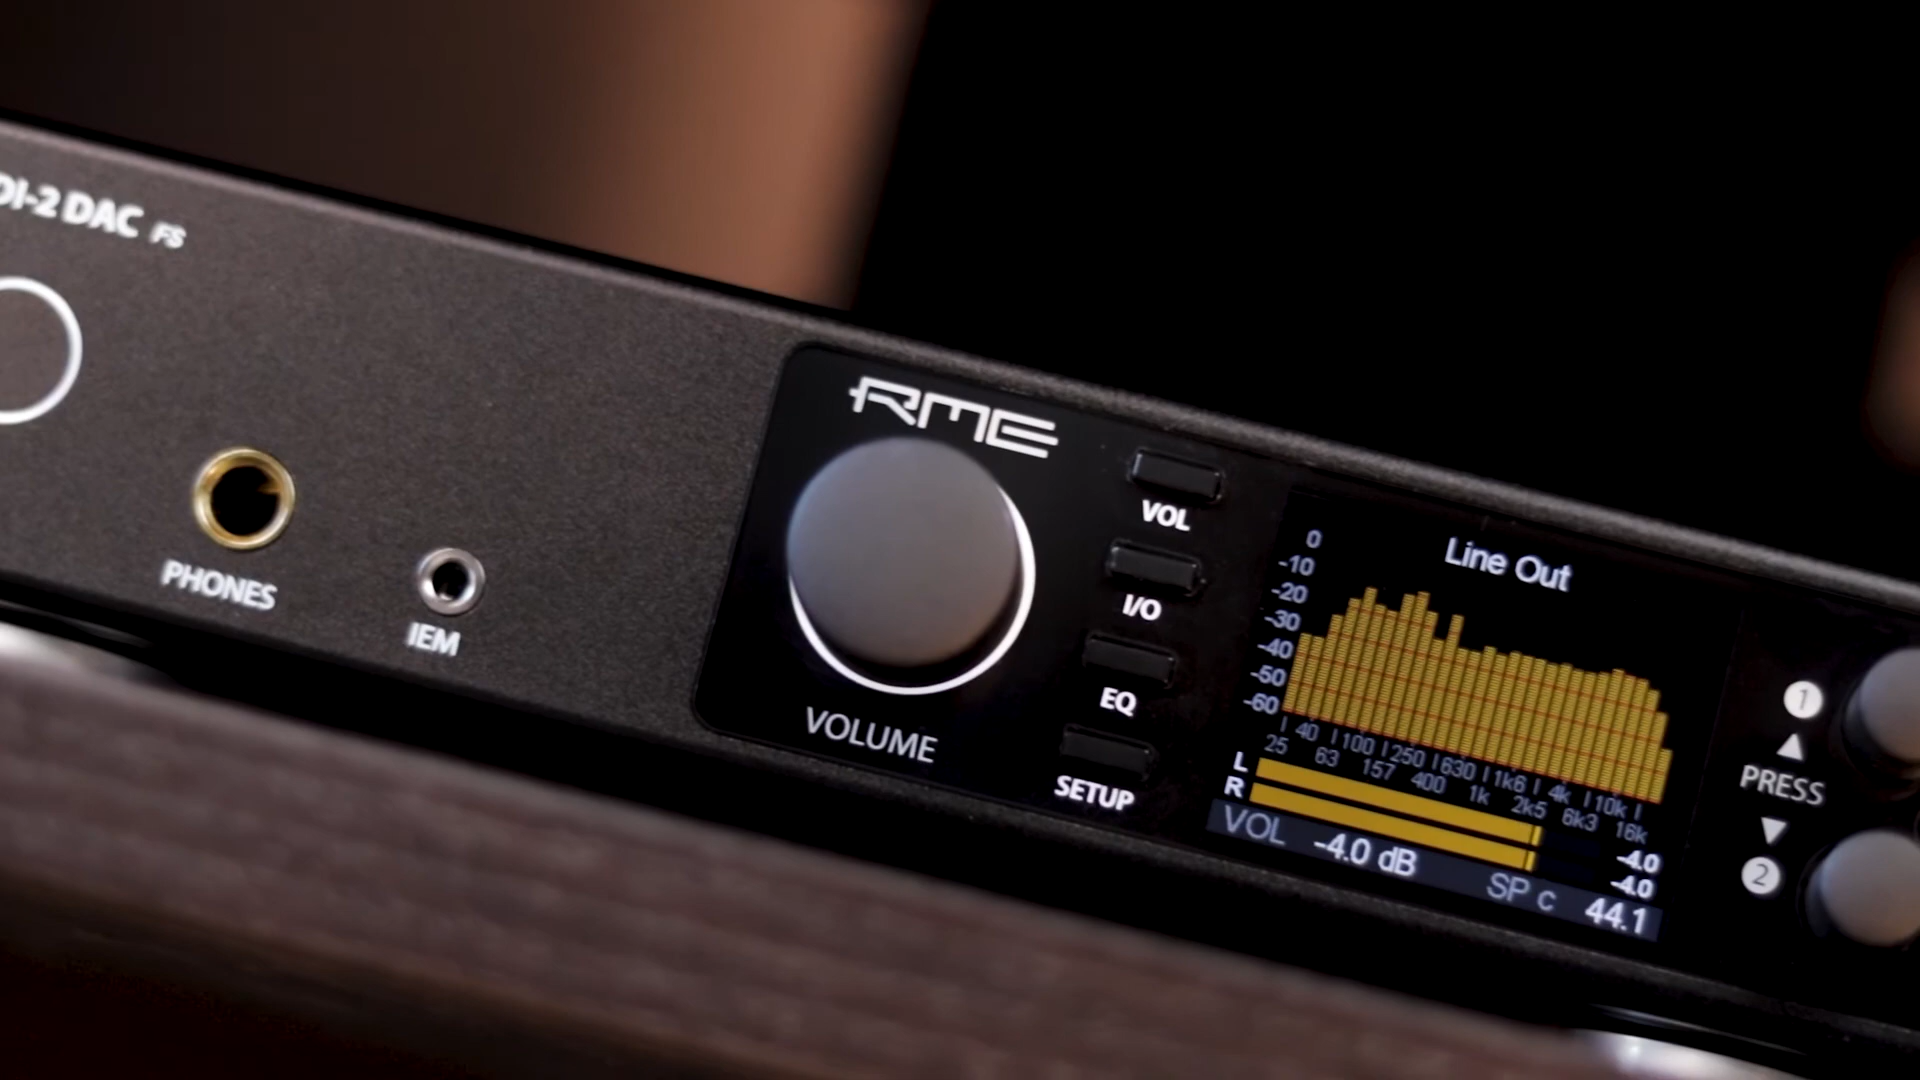 DI-2 DAC FS
PHONES
IEM
RME
VOLUME
VOL
I/O
EQ
SETUP
Line Out
0
-10
-20
-30
-40
-50
-60
40 100 250 630 1k6 4k 10k
25 63 157 400 1k 2k5 6k3 16k
L
R
-4.0
-4.0
VOL -4.0 dB SP c 44.1
1
PRESS
2